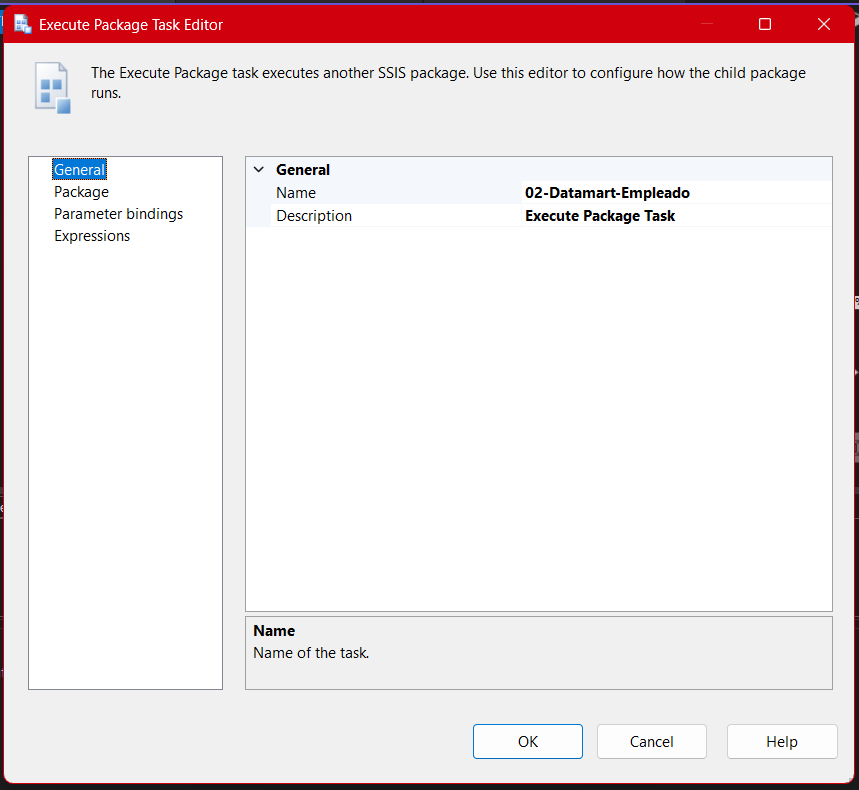 Execute Package Task Editor
The Execute Package task executes another SSIS package. Use this editor to configure how the child package
runs.
General
Package
Parameter bindings
Expressions
General
Name 02-Datamart-Empleado
Description Execute Package Task
Name
Name of the task.
OK Cancel Help